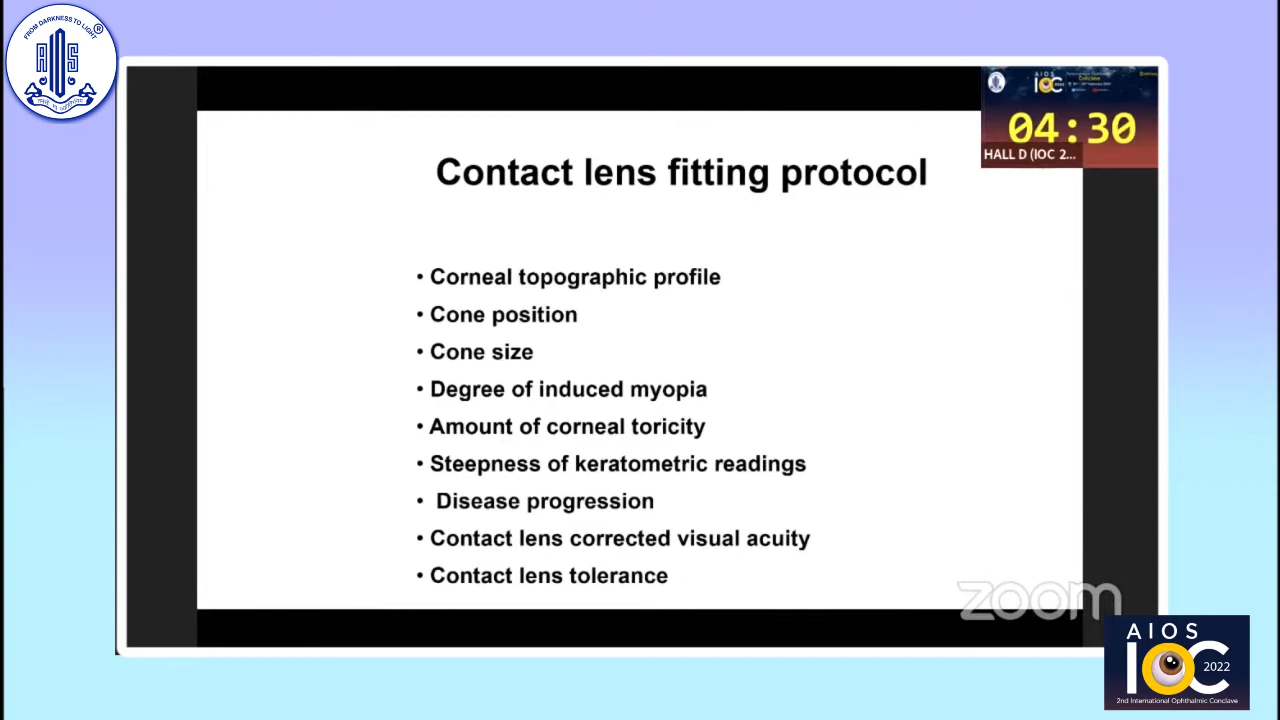 FROM DARKNESS TO LIGHT
®
AIOS
AIOS
IOC
04:30
HALL D (IOC 2...
Contact lens fitting protocol
• Corneal topographic profile
• Cone position
• Cone size
• Degree of induced myopia
• Amount of corneal toricity
• Steepness of keratometric readings
• Disease progression
• Contact lens corrected visual acuity
• Contact lens tolerance
zoom
AIOS
IOC
2022
2nd International Ophthalmic Conclave